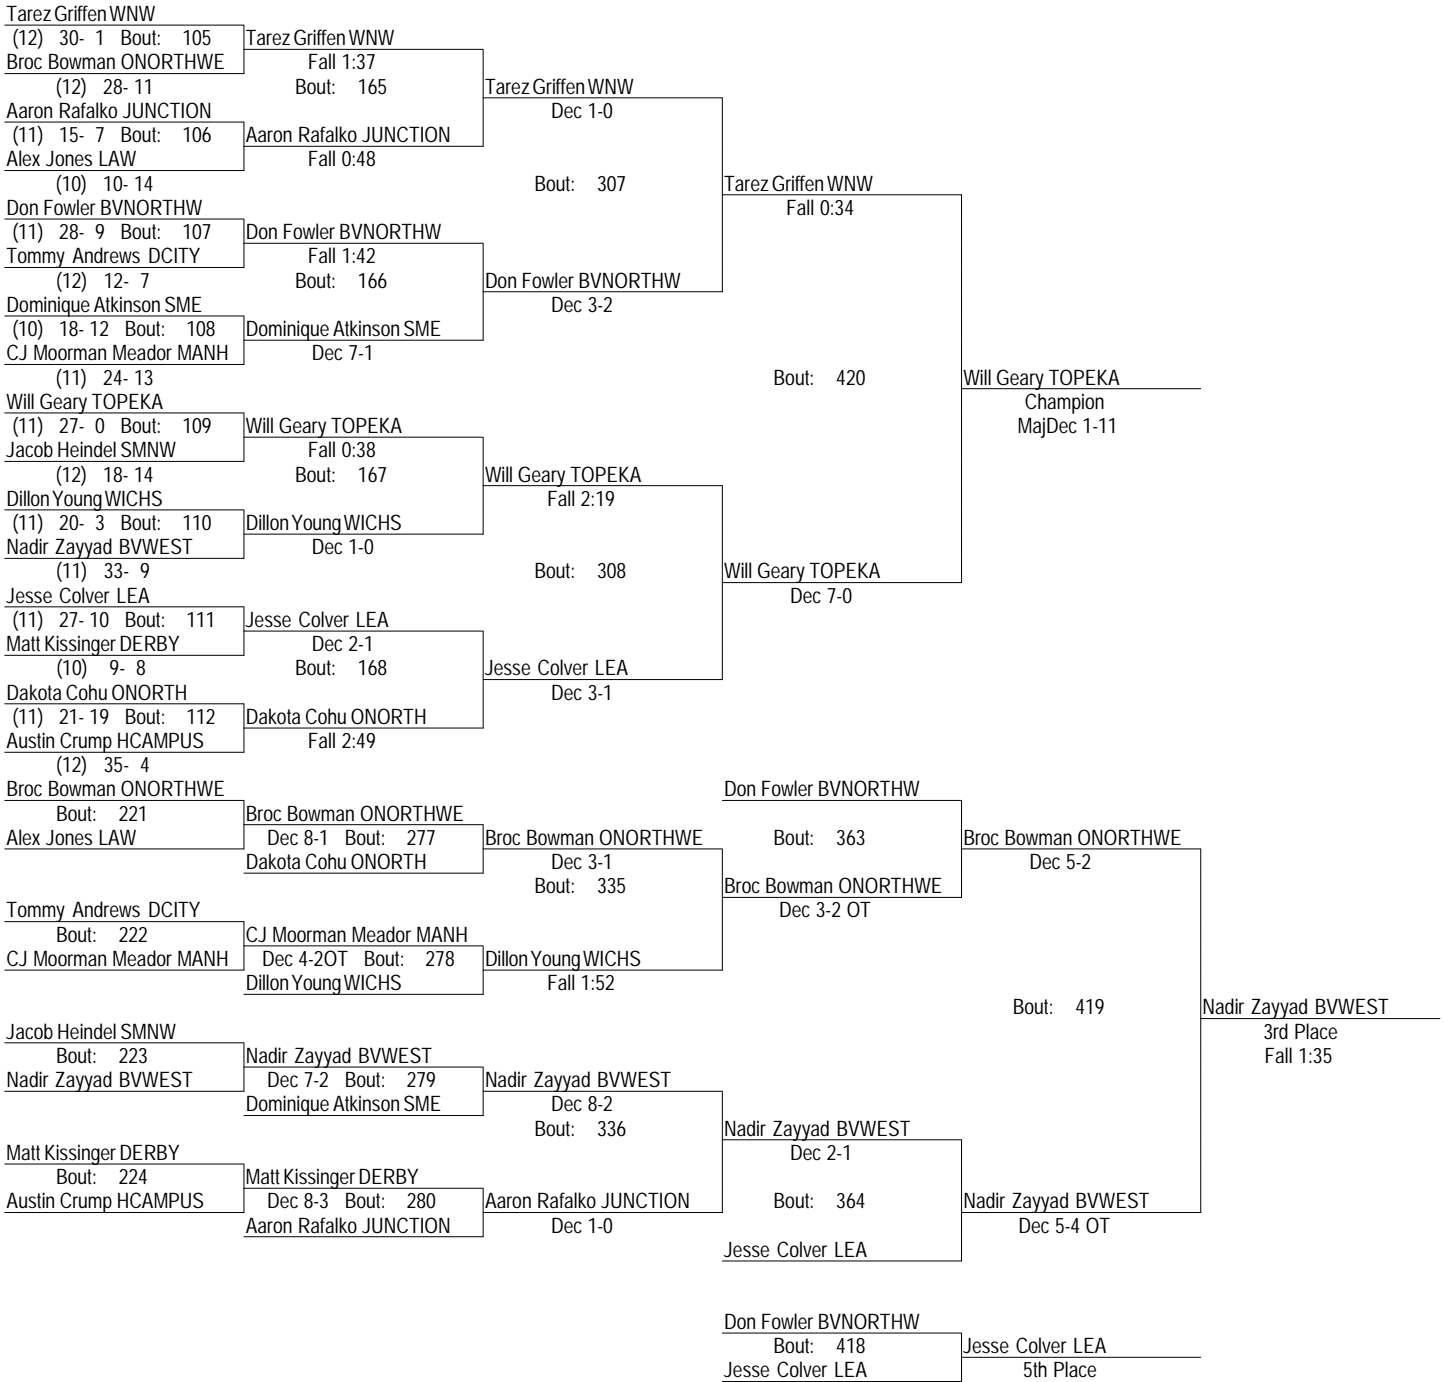 Tarez Griffen WNW
(12) 30- 1 Bout: 105 Tarez Griffen WNW
Broc Bowman ONORTHWE Fall 1:37
(12) 28- 11 Bout: 165 Tarez Griffen WNW
Aaron Rafalko JUNCTION Dec 1-0
(11) 15- 7 Bout: 106 Aaron Rafalko JUNCTION
Alex Jones LAW Fall 0:48
(10) 10- 14 Bout: 307 Tarez Griffen WNW
Don Fowler BVNORTHW Fall 0:34
(11) 28- 9 Bout: 107 Don Fowler BVNORTHW
Tommy Andrews DCITY Fall 1:42
(12) 12- 7 Bout: 166 Don Fowler BVNORTHW
Dominique Atkinson SME Dec 3-2
(10) 18- 12 Bout: 108 Dominique Atkinson SME
CJ Moorman Meador MANH Dec 7-1
(11) 24- 13 Bout: 420 Will Geary TOPEKA
Will Geary TOPEKA Champion
(11) 27- 0 Bout: 109 Will Geary TOPEKA MajDec 1-11
Jacob Heindel SMNW Fall 0:38
(12) 18- 14 Bout: 167 Will Geary TOPEKA
Dillon Young WICHS Fall 2:19
(11) 20- 3 Bout: 110 Dillon Young WICHS
Nadir Zayyad BVWEST Dec 1-0
(11) 33- 9 Bout: 308 Will Geary TOPEKA
Jesse Colver LEA Dec 7-0
(11) 27- 10 Bout: 111 Jesse Colver LEA
Matt Kissinger DERBY Dec 2-1
(10) 9- 8 Bout: 168 Jesse Colver LEA
Dakota Cohu ONORTH Dec 3-1
(11) 21- 19 Bout: 112 Dakota Cohu ONORTH
Austin Crump HCAMPUS Fall 2:49
(12) 35- 4
Broc Bowman ONORTHWE Don Fowler BVNORTHW
Bout: 221 Broc Bowman ONORTHWE
Alex Jones LAW Dec 8-1 Bout: 277 Broc Bowman ONORTHWE Bout: 363 Broc Bowman ONORTHWE
Dakota Cohu ONORTH Dec 3-1 Dec 5-2
Bout: 335 Broc Bowman ONORTHWE
Tommy Andrews DCITY Dec 3-2 OT
Bout: 222 CJ Moorman Meador MANH
CJ Moorman Meador MANH Dec 4-2OT Bout: 278 Dillon Young WICHS
Dillon Young WICHS Fall 1:52
Bout: 419 Nadir Zayyad BVWEST
Jacob Heindel SMNW 3rd Place
Bout: 223 Nadir Zayyad BVWEST Fall 1:35
Nadir Zayyad BVWEST Dec 7-2 Bout: 279 Nadir Zayyad BVWEST
Dominique Atkinson SME Dec 8-2
Bout: 336 Nadir Zayyad BVWEST
Matt Kissinger DERBY Dec 2-1
Bout: 224 Matt Kissinger DERBY
Austin Crump HCAMPUS Dec 8-3 Bout: 280 Aaron Rafalko JUNCTION Bout: 364 Nadir Zayyad BVWEST
Aaron Rafalko JUNCTION Dec 1-0 Dec 5-4 OT
Jesse Colver LEA
Don Fowler BVNORTHW
Bout: 418 Jesse Colver LEA
Jesse Colver LEA 5th Place